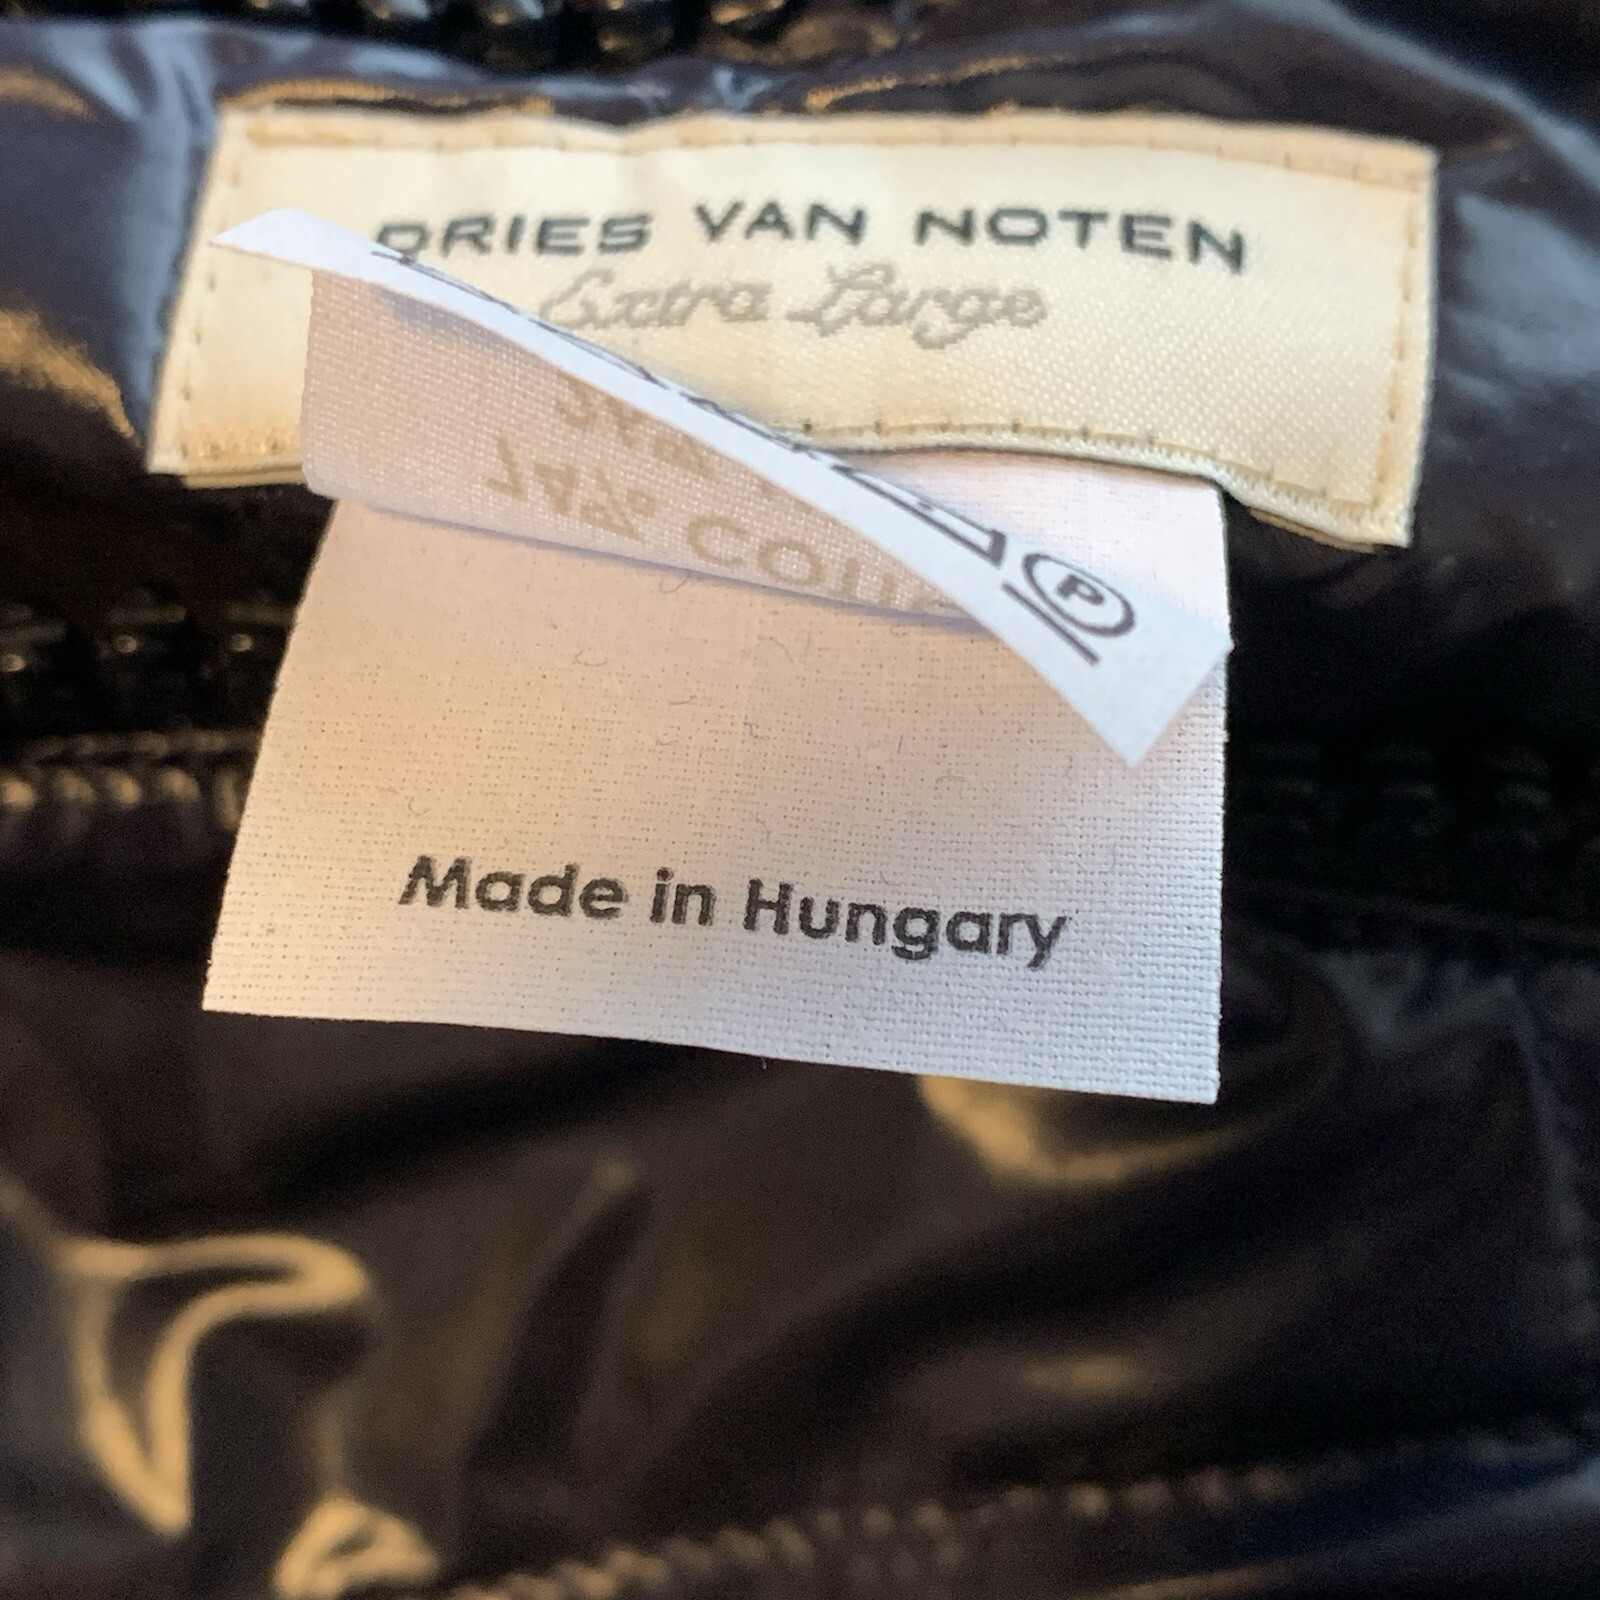 DRIES VAN NOTEN
Extra Large
P
Made in Hungary